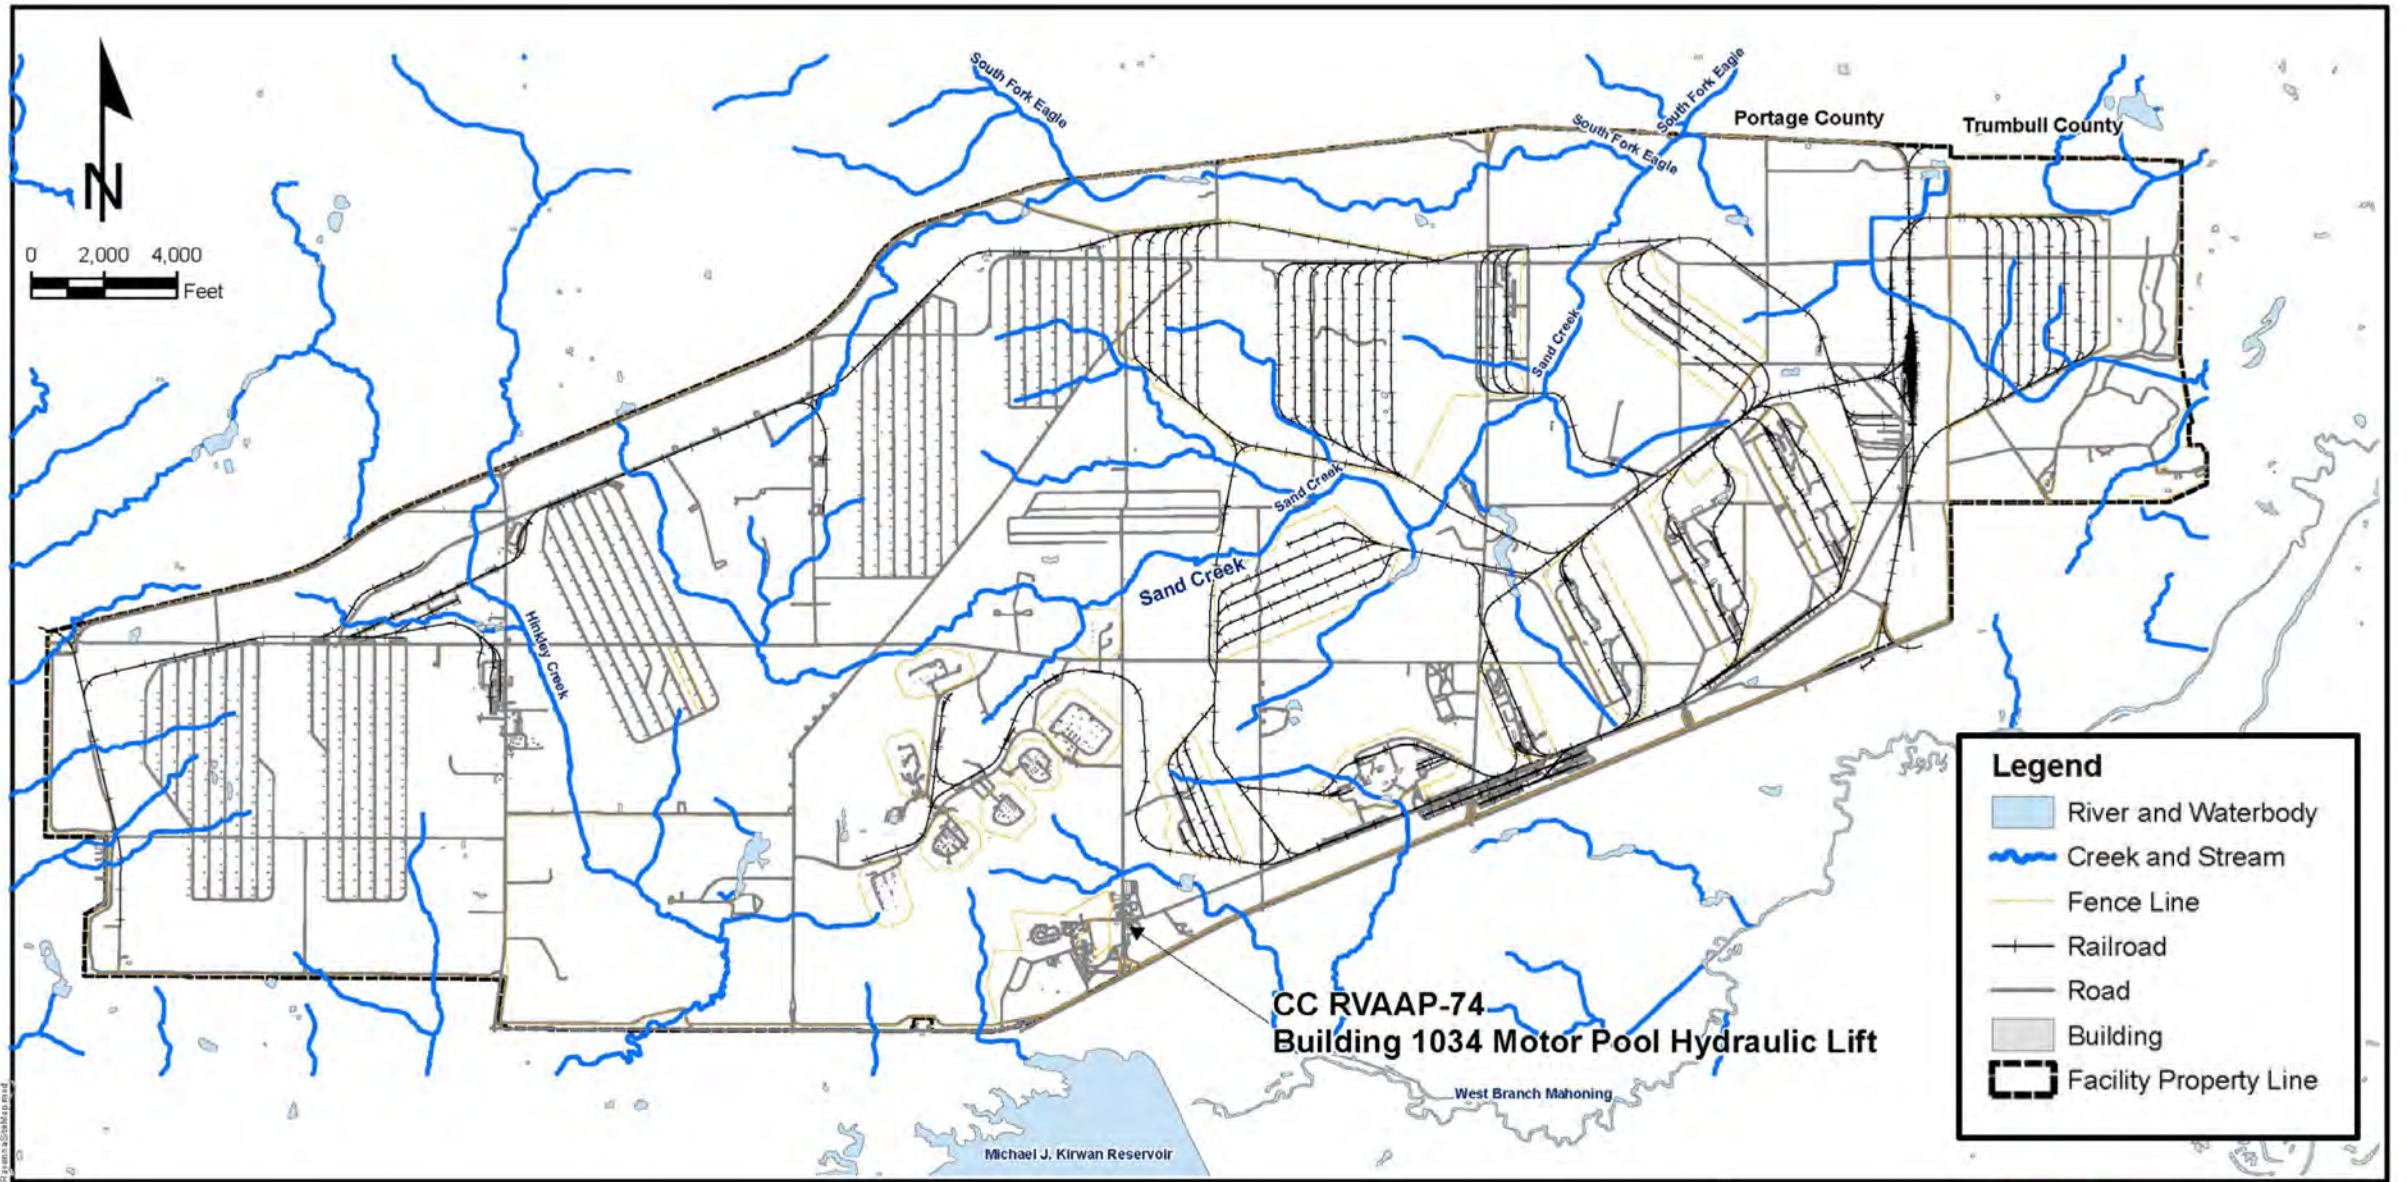 South Fork Eagle
South Fork Eagle
South Fork Eagle
Portage County
Trumbull County
N
0 2,000 4,000
Feet
Sand Creek
Sand Creek
Sand Creek
Hinkley Creek
CC RVAAP-74
Building 1034 Motor Pool Hydraulic Lift
West Branch Mahoning
Michael J. Kirwan Reservoir
Legend
River and Waterbody
Creek and Stream
Fence Line
Railroad
Road
Building
Facility Property Line